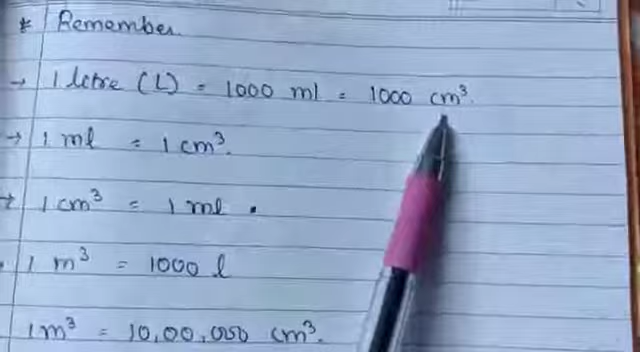 * Remember
→ 1 litre (L) = 1000 ml = 1000 cm³.
→ 1 ml = 1 cm³.
→ 1 cm³ = 1 ml .
1 m³ = 1000 l
1m³ = 10,00,000 cm³.